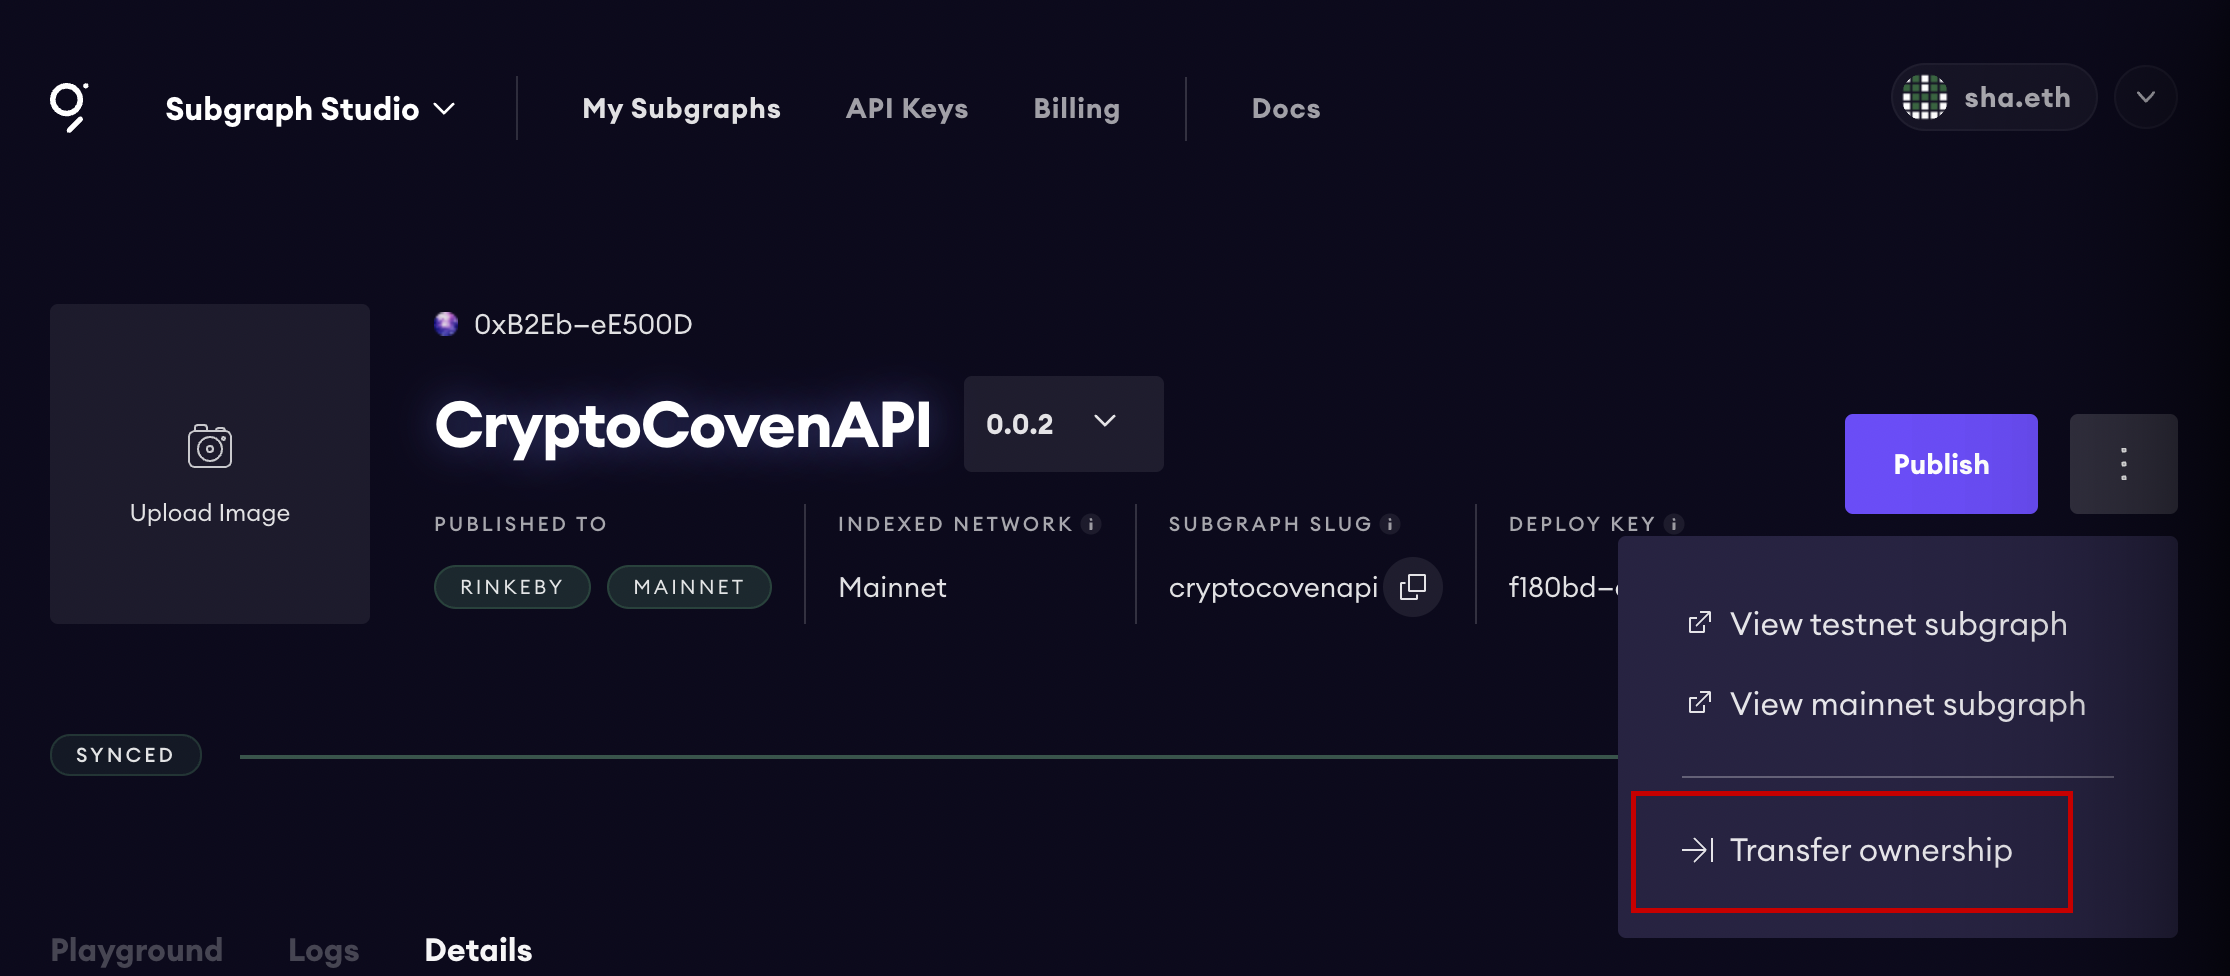 Subgraph Studio
My Subgraphs
API Keys
Billing
Docs
sha.eth
0xB2Eb–eE500D
CryptoCovenAPI
0.0.2
Publish
Upload Image
PUBLISHED TO
RINKEBY
MAINNET
INDEXED NETWORK
Mainnet
SUBGRAPH SLUG
cryptocovenapi
DEPLOY KEY
f180bd–
View testnet subgraph
View mainnet subgraph
Transfer ownership
SYNCED
Playground
Logs
Details